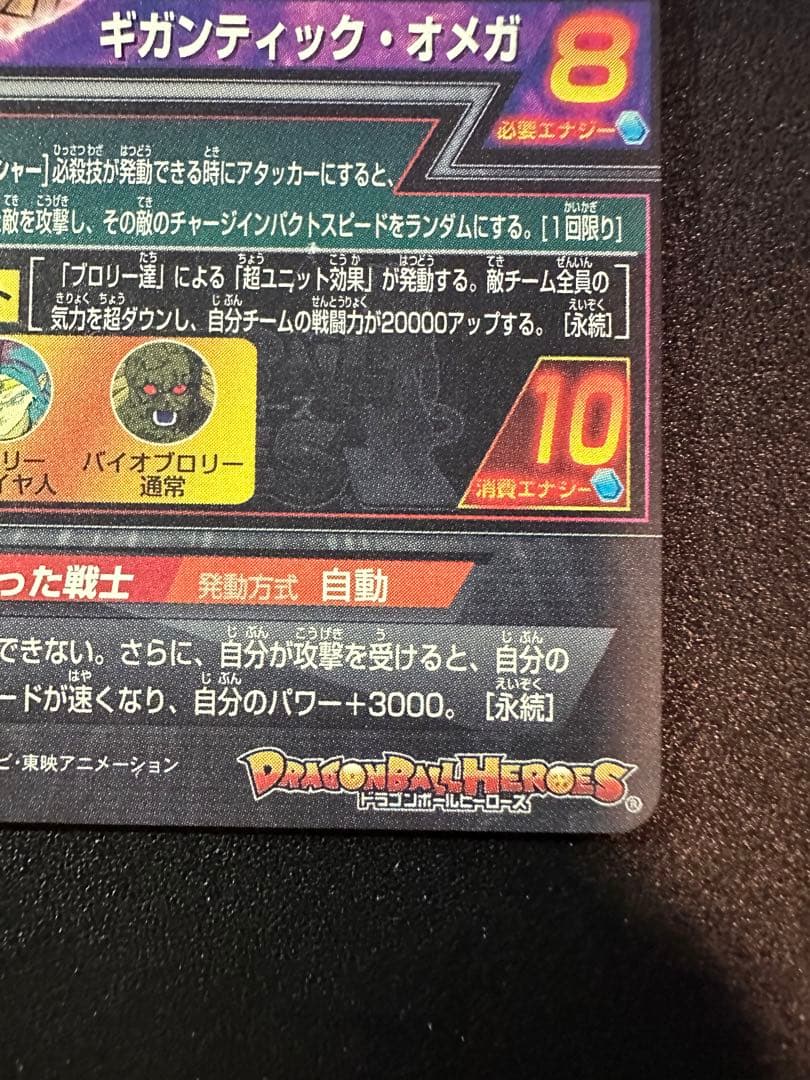 ギガンティック・オメガ
8
必要エナジー
シャー]必殺技が発動できる時にアタッカーにすると、
敵を攻撃し、その敵のチャージインパクトスピードをランダムにする。[1回限り]
「ブロリー達」による「超ユニット効果」が発動する。敵チーム全員の
気力を超ダウンし、自分チームの戦闘力が20000アップする。[永続]
10
消費エナジー
リー
イヤ人
バイオブロリー
通常
った戦士 発動方式 自動
できない。さらに、自分が攻撃を受けると、自分の
ードが速くなり、自分のパワー+3000。[永続]
ビ・東映アニメーション
DRAGONBALL HEROES
ドラゴンボールヒーローズ
®